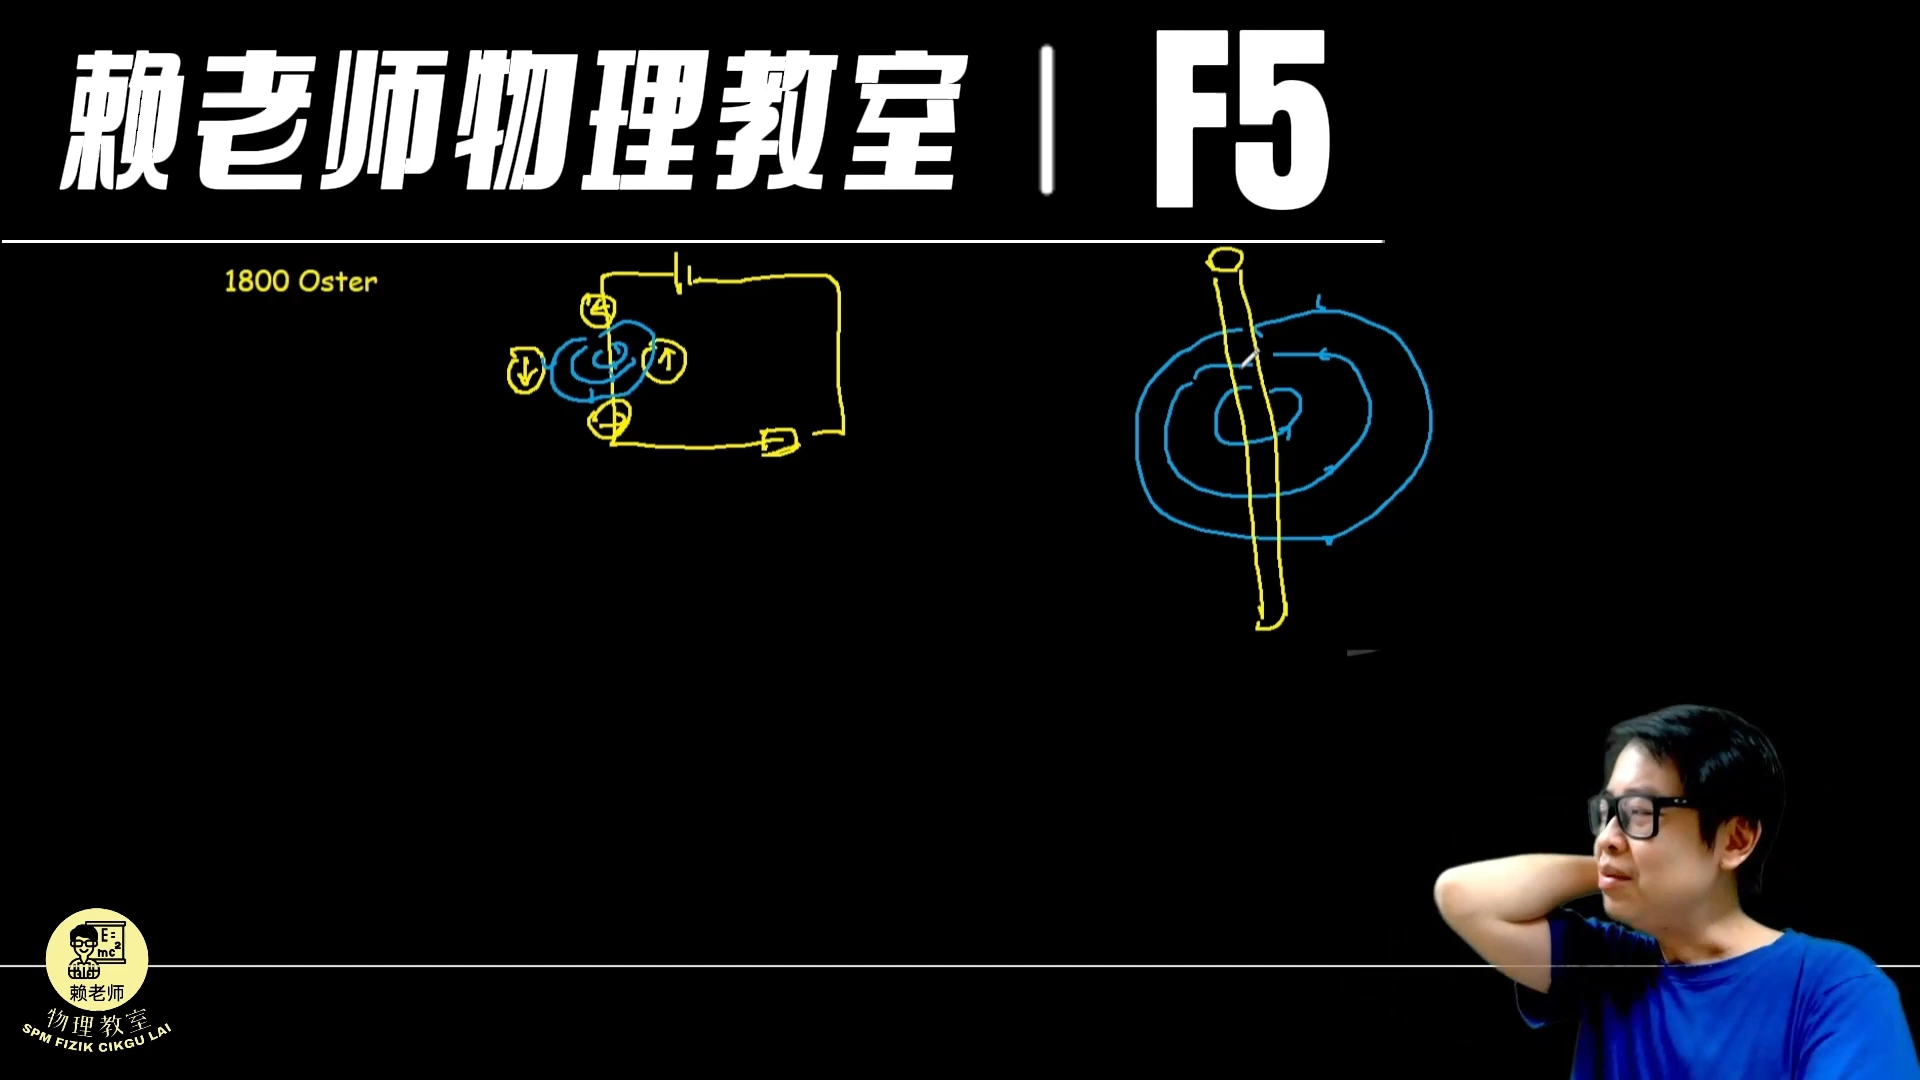 赖老师物理教室 | F5
1800 Oster
E=
mc2
赖老师
物理教室
SPM FIZIK CIKGU LAI